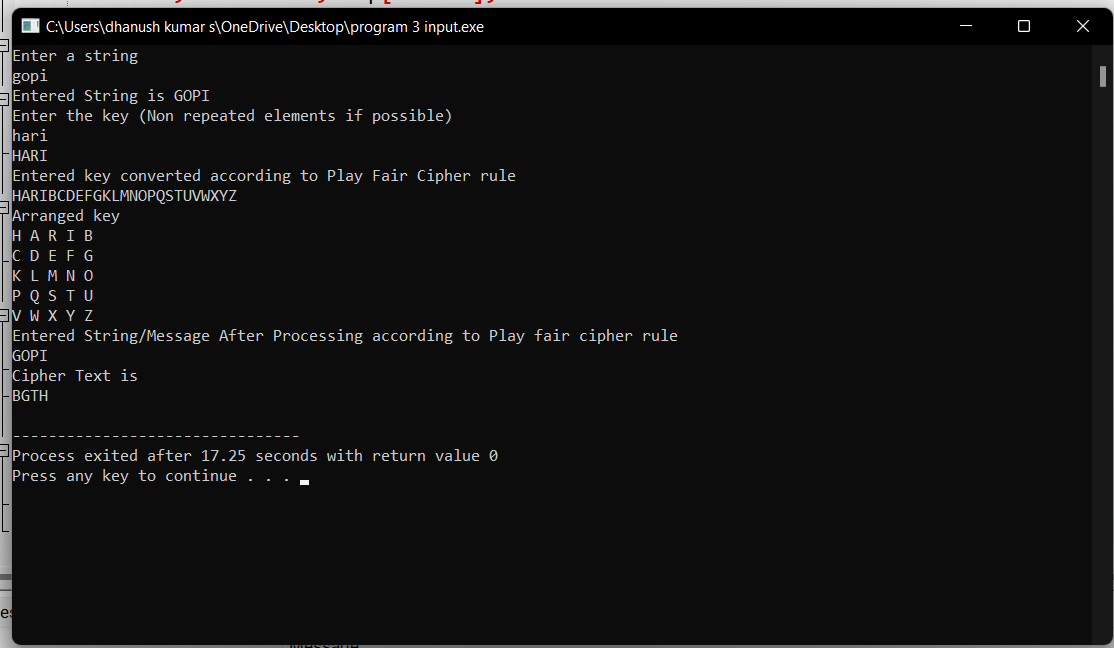 C:\Users\dhanush kumar s\OneDrive\Desktop\program 3 input.exe
Enter a string
gopi
Entered String is GOPI
Enter the key (Non repeated elements if possible)
hari
HARI
Entered key converted according to Play Fair Cipher rule
HARIBCDEFGKLMNOPQSTUVWXYZ
Arranged key
H A R I B
C D E F G
K L M N O
P Q S T U
V W X Y Z
Entered String/Message After Processing according to Play fair cipher rule
GOPI
Cipher Text is
BGTH
--------------------------------
Process exited after 17.25 seconds with return value 0
Press any key to continue . . .